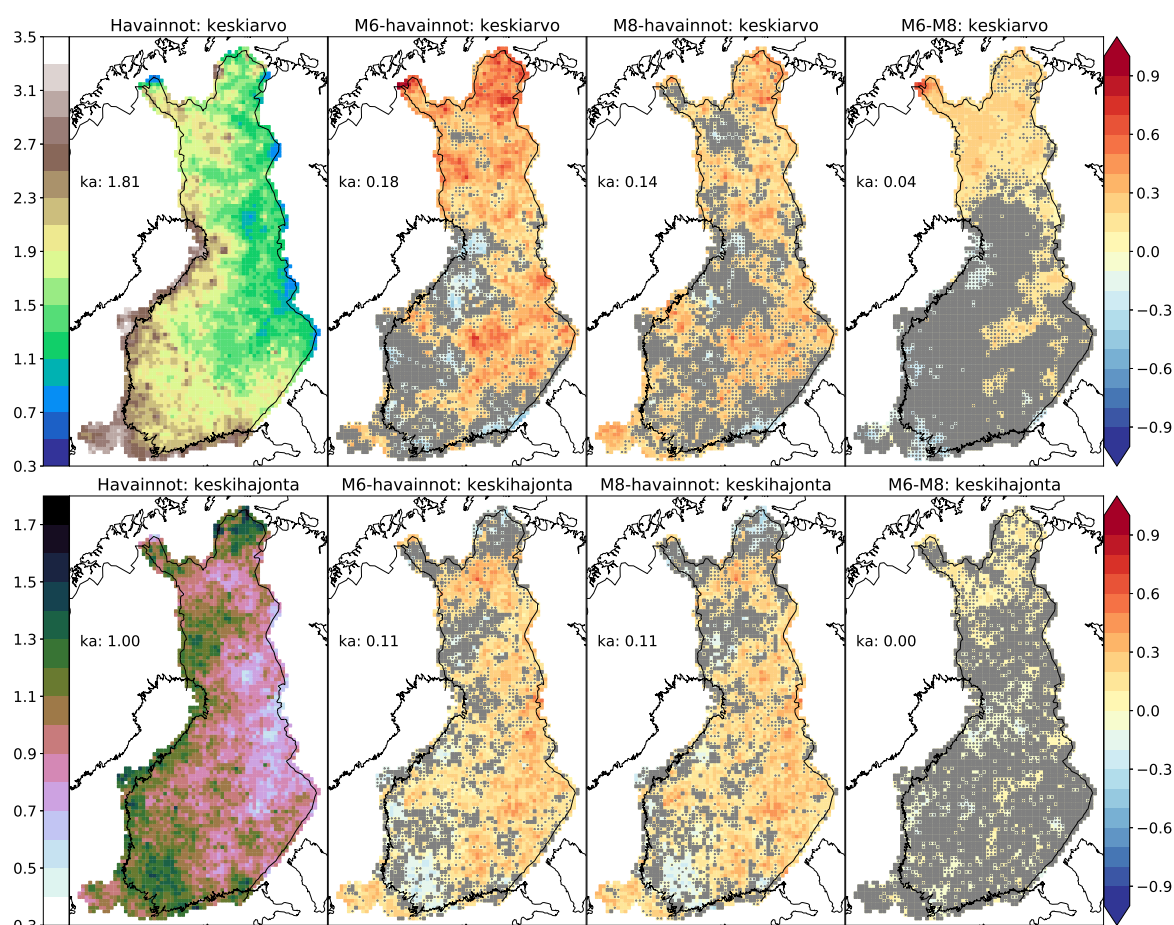 Havainnot: keskiarvo
M6-havainnot: keskiarvo
M8-havainnot: keskiarvo
M6-M8: keskiarvo
3.5
3.1
2.7
2.3
1.9
1.5
1.1
0.7
0.3
ka: 1.81
ka: 0.18
ka: 0.14
ka: 0.04
0.9
0.6
0.3
0.0
−0.3
−0.6
−0.9
Havainnot: keskihajonta
M6-havainnot: keskihajonta
M8-havainnot: keskihajonta
M6-M8: keskihajonta
1.7
1.5
1.3
1.1
0.9
0.7
0.5
0.3
ka: 1.00
ka: 0.11
ka: 0.11
ka: 0.00
0.9
0.6
0.3
0.0
−0.3
−0.6
−0.9